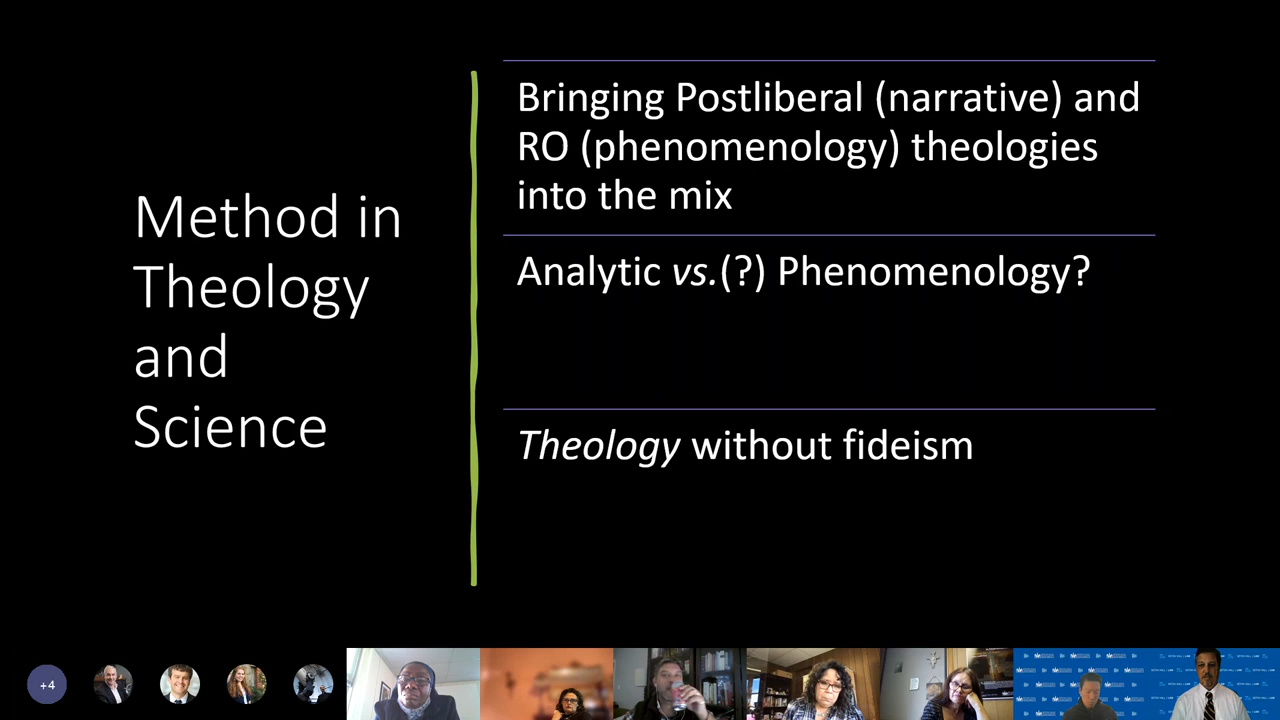 Method in
Theology
and
Science
Bringing Postliberal (narrative) and
RO (phenomenology) theologies
into the mix
Analytic vs.(?) Phenomenology?
Theology without fideism
+4